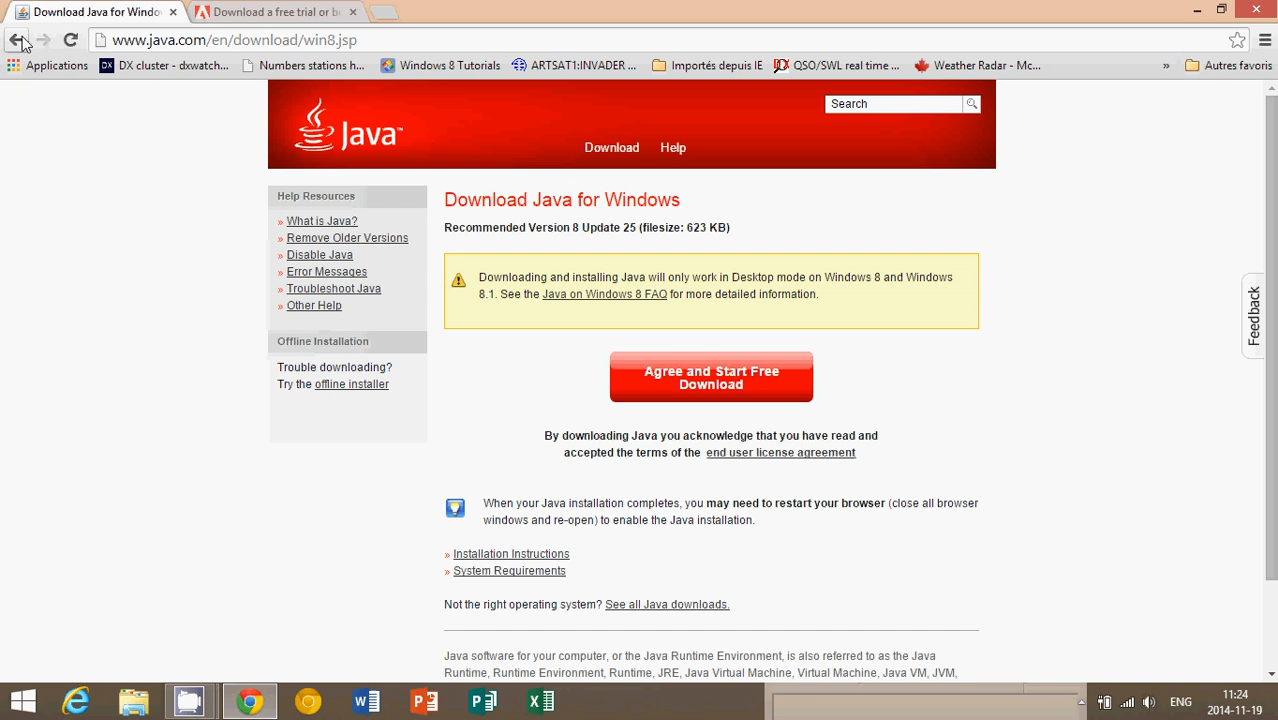 Download Java for Windo
Download a free trial or b
www.java.com/en/download/win8.jsp
Applications
DX DX cluster - dxwatch...
Numbers stations h...
Windows 8 Tutorials
ARTSAT1:INVADER ...
Importés depuis IE
QSO/SWL real time ...
Weather Radar - Mc...
»
Autres favoris
Java™
Search
Download Help
Help Resources
» What is Java?
» Remove Older Versions
» Disable Java
» Error Messages
» Troubleshoot Java
» Other Help
Offline Installation
Trouble downloading?
Try the offline installer
Download Java for Windows
Recommended Version 8 Update 25 (filesize: 623 KB)
Downloading and installing Java will only work in Desktop mode on Windows 8 and Windows
8.1. See the Java on Windows 8 FAQ for more detailed information.
Agree and Start Free
Download
By downloading Java you acknowledge that you have read and
accepted the terms of the end user license agreement
When your Java installation completes, you may need to restart your browser (close all browser
windows and re-open) to enable the Java installation.
» Installation Instructions
» System Requirements
Not the right operating system? See all Java downloads.
Java software for your computer, or the Java Runtime Environment, is also referred to as the Java
Runtime, Runtime Environment, Runtime, JRE, Java Virtual Machine, Virtual Machine, Java VM, JVM,
Feedback
ENG
11:24
2014-11-19